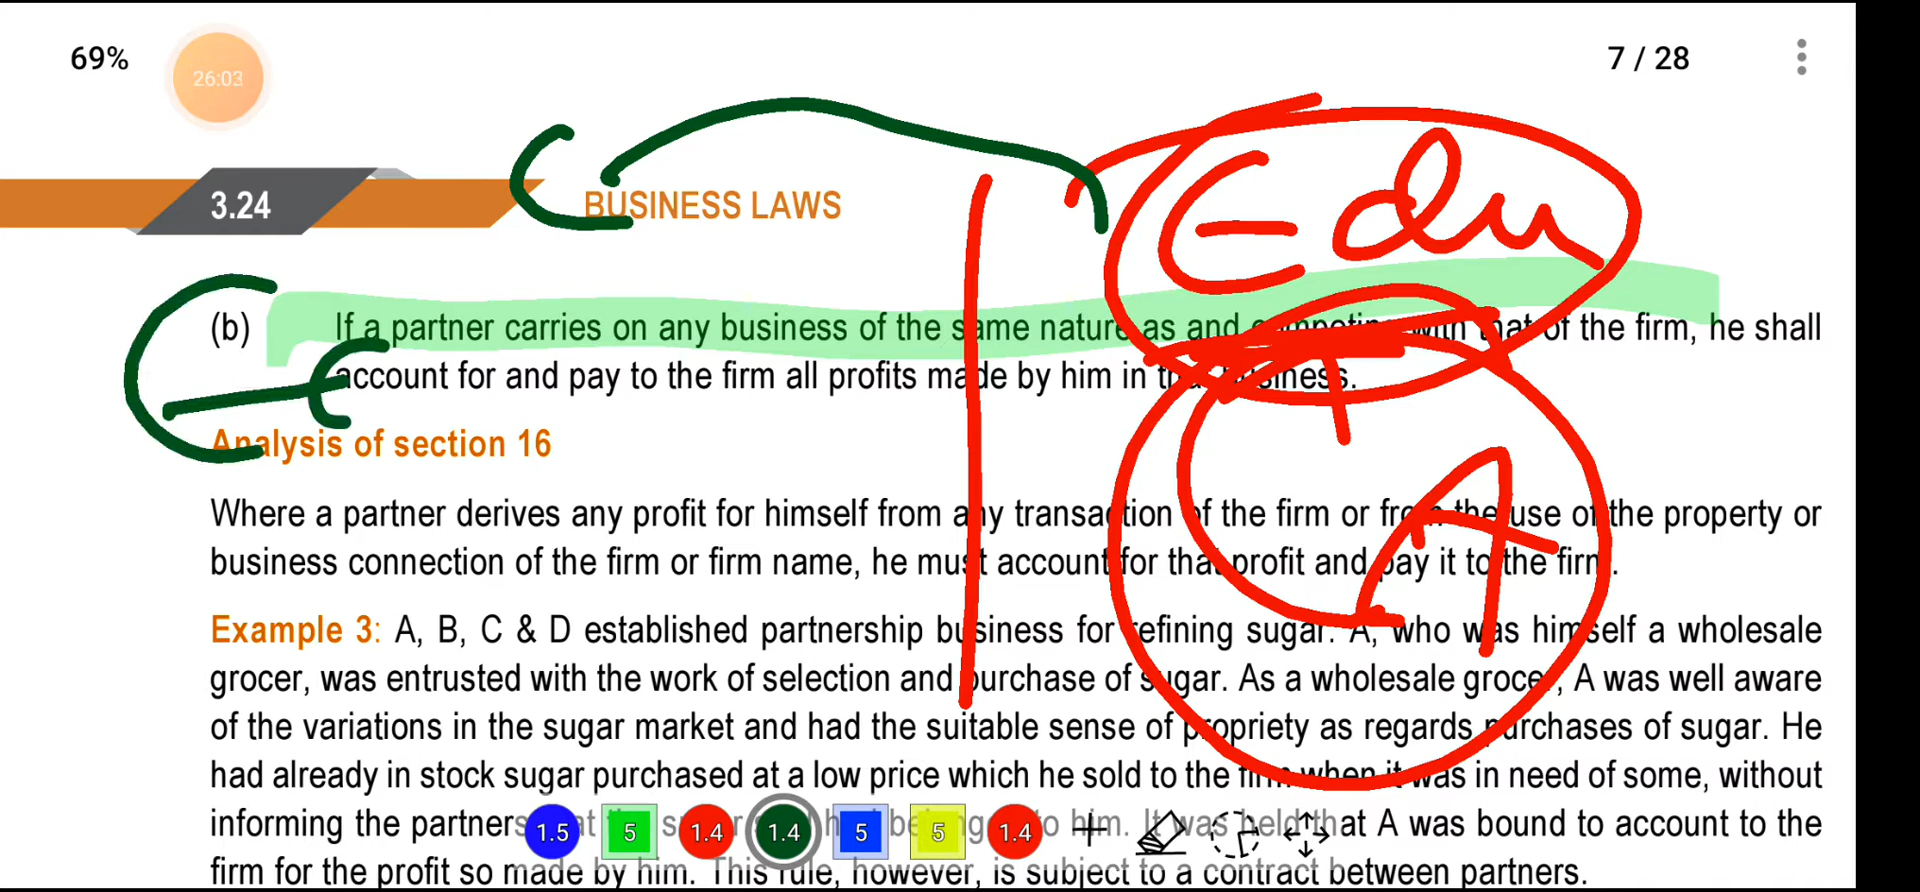 69%
26:03
7 / 28
Edu
3.24
BUSINESS LAWS
(b) If a partner carries on any business of the same nature as and competing with that of the firm, he shall
account for and pay to the firm all profits made by him in that business.
Analysis of section 16
A
Where a partner derives any profit for himself from any transaction of the firm or from the use of the property or
business connection of the firm or firm name, he must account for that profit and pay it to the firm.
Example 3: A, B, C & D established partnership business for refining sugar. A, who was himself a wholesale
grocer, was entrusted with the work of selection and purchase of sugar. As a wholesale grocer, A was well aware
of the variations in the sugar market and had the suitable sense of propriety as regards purchases of sugar. He
had already in stock sugar purchased at a low price which he sold to the firm when it was in need of some, without
informing the partners to him. It was held that A was bound to account to the
1.5 5 1.4 1.4 5 5 1.4
firm for the profit so made by him. This rule, however, is subject to a contract between partners.